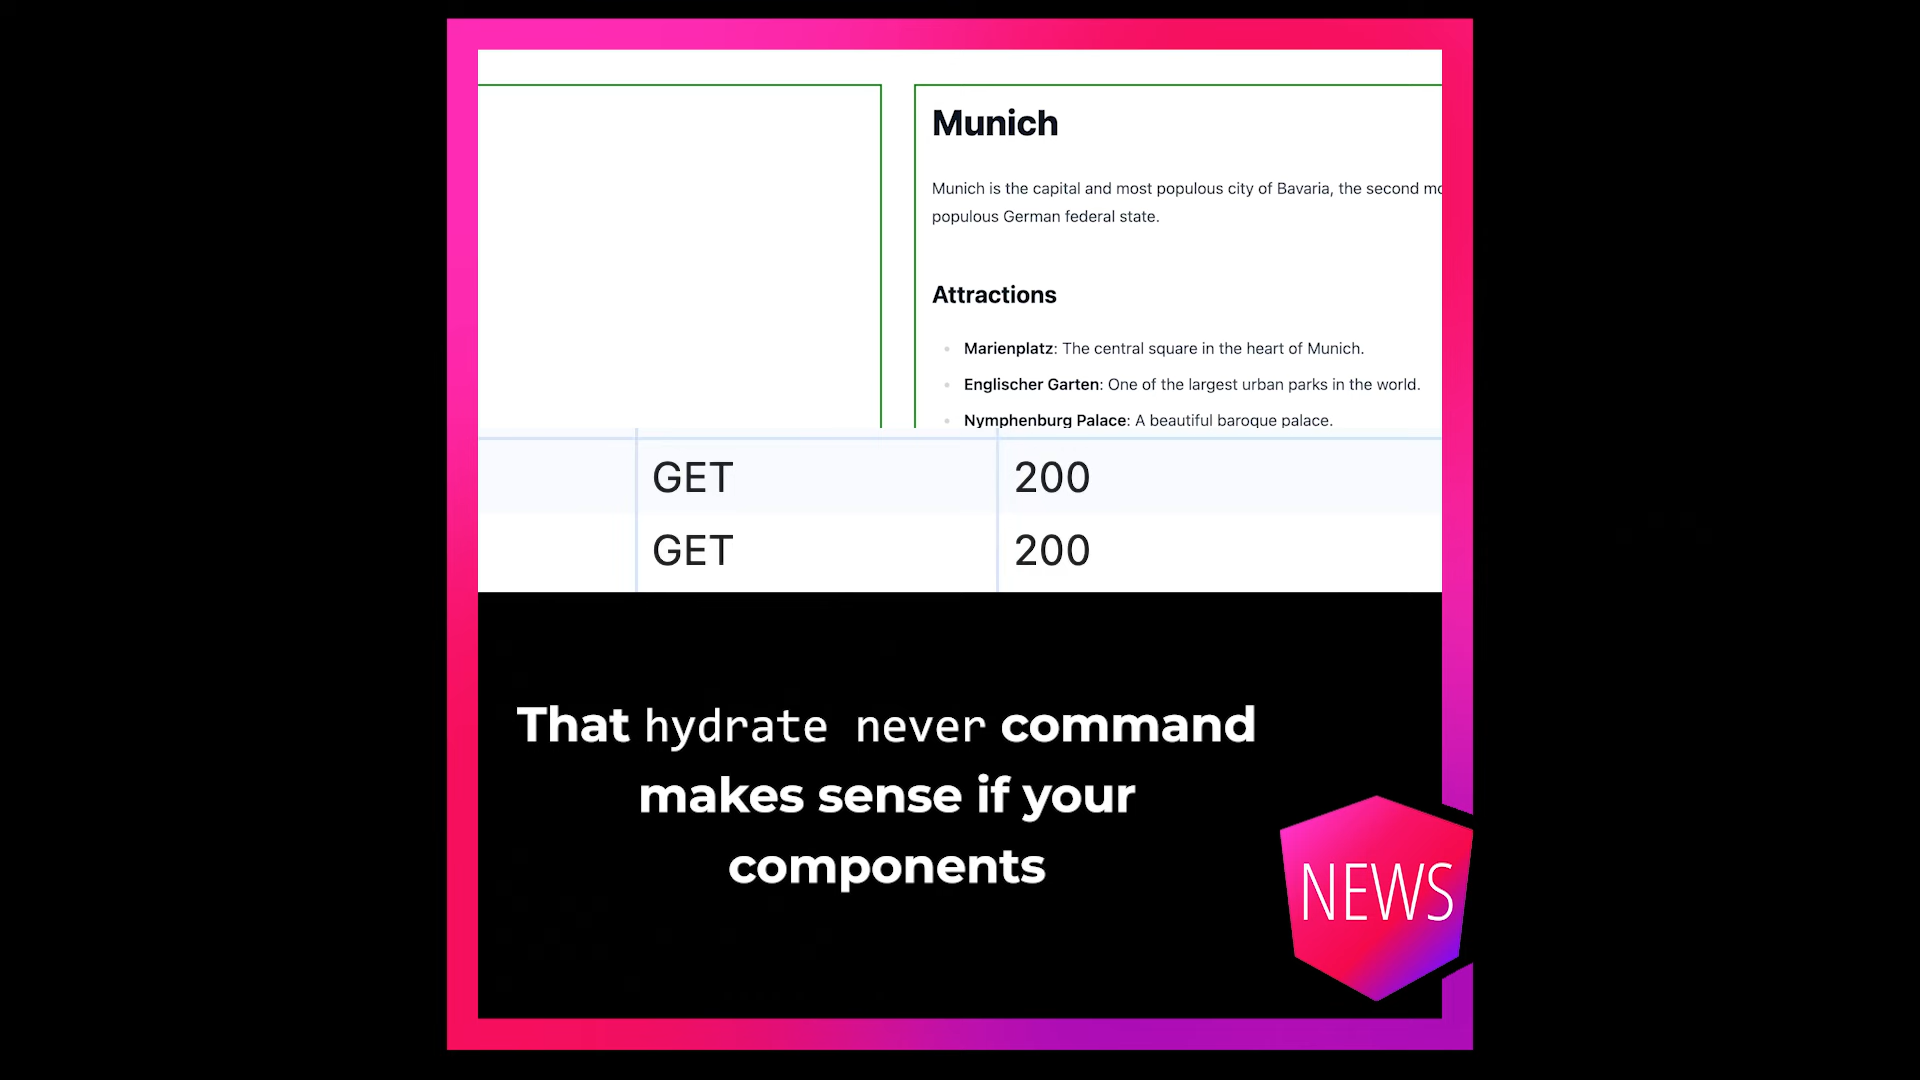 Munich
Munich is the capital and most populous city of Bavaria, the second mo
populous German federal state.
Attractions
Marienplatz: The central square in the heart of Munich.
Englischer Garten: One of the largest urban parks in the world.
Nymphenburg Palace: A beautiful baroque palace.
GET 200
GET 200
That hydrate never command
makes sense if your
components
NEWS